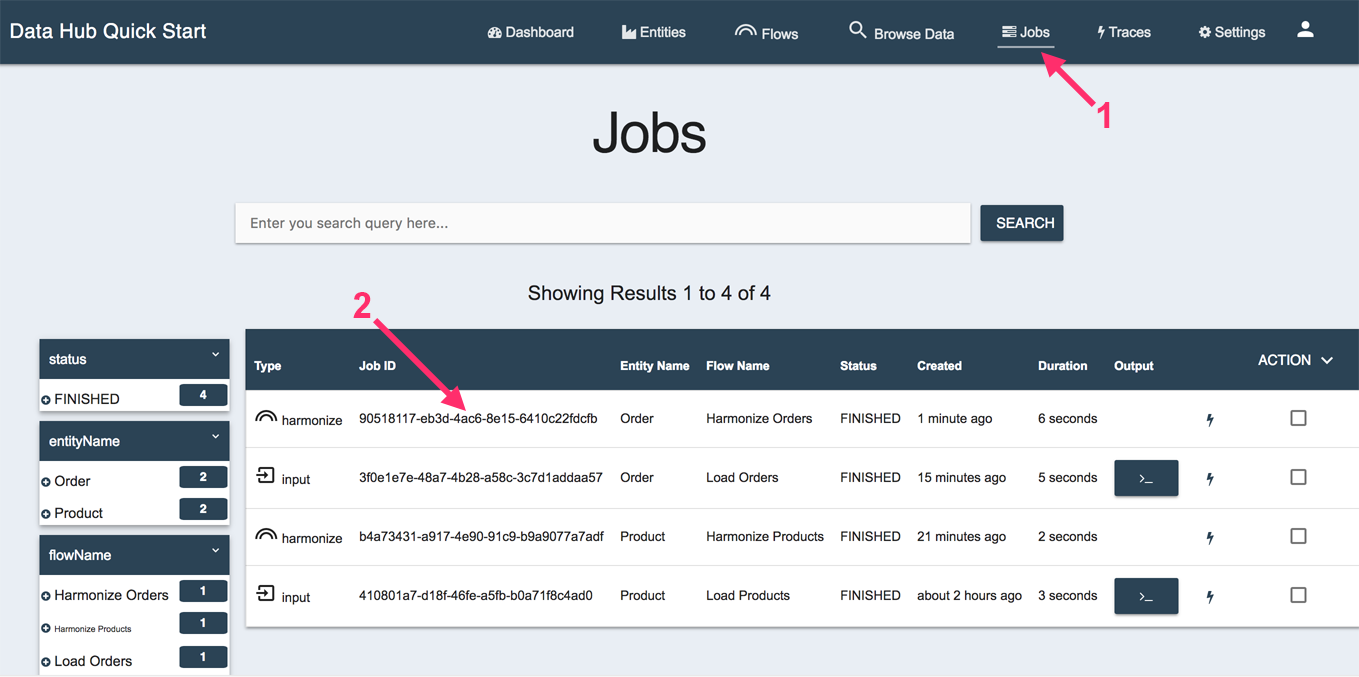 Data Hub Quick Start Dashboard Entities Flows Browse Data Jobs Traces Settings
1
Jobs
Enter you search query here... SEARCH
Showing Results 1 to 4 of 4
2
status
FINISHED 4
entityName
Order 2
Product 2
flowName
Harmonize Orders 1
Harmonize Products 1
Load Orders 1
Type Job ID Entity Name Flow Name Status Created Duration Output ACTION
harmonize 90518117-eb3d-4ac6-8e15-6410c22fdcfb Order Harmonize Orders FINISHED 1 minute ago 6 seconds
input 3f0e1e7e-48a7-4b28-a58c-3c7d1addaa57 Order Load Orders FINISHED 15 minutes ago 5 seconds >_
harmonize b4a73431-a917-4e90-91c9-b9a9077a7adf Product Harmonize Products FINISHED 21 minutes ago 2 seconds
input 410801a7-d18f-46fe-a5fb-b0a71f8c4ad0 Product Load Products FINISHED about 2 hours ago 3 seconds >_